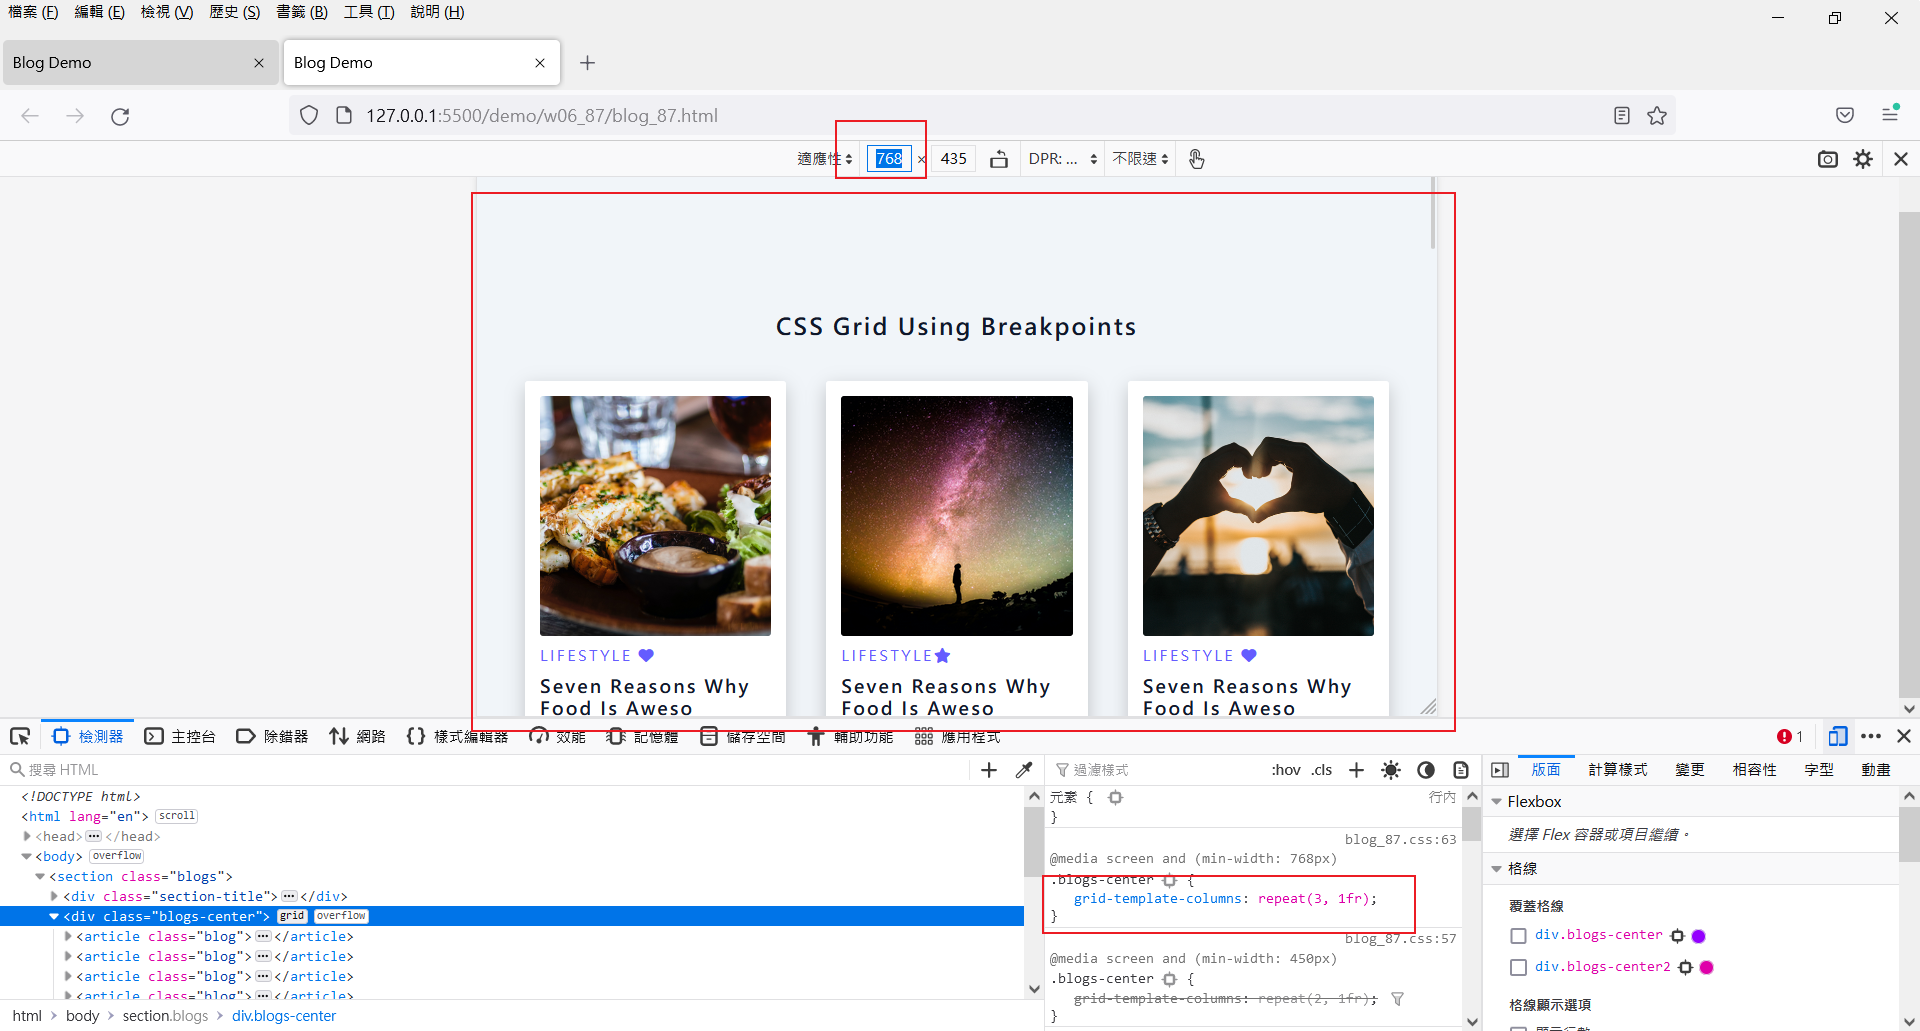 檔案 (F) 編輯 (E) 檢視 (V) 歷史 (S) 書籤 (B) 工具 (T) 說明 (H)
Blog Demo
Blog Demo
127.0.0.1:5500/demo/w06_87/blog_87.html
適應性 768 × 435 DPR: ... 不限速
CSS Grid Using Breakpoints
LIFESTYLE
Seven Reasons Why
Food Is Aweso
LIFESTYLE
Seven Reasons Why
Food Is Aweso
LIFESTYLE
Seven Reasons Why
Food Is Aweso
檢測器 主控台 除錯器 網路 樣式編輯器 效能 記憶體 儲存空間 輔助功能 應用程式 1
搜尋 HTML
<!DOCTYPE html>
<html lang="en"> scroll
<head> ··· </head>
<body> overflow
<section class="blogs">
<div class="section-title"> ··· </div>
<div class="blogs-center"> grid overflow
<article class="blog"> ··· </article>
<article class="blog"> ··· </article>
<article class="blog"> ··· </article>
<article class="blog"> ··· </article>
html > body > section.blogs > div.blogs-center
過濾樣式 :hov .cls
元素 { 行內
}
blog_87.css:63
@media screen and (min-width: 768px)
.blogs-center {
grid-template-columns: repeat(3, 1fr);
}
blog_87.css:57
@media screen and (min-width: 450px)
.blogs-center {
grid-template-columns: repeat(2, 1fr);
}
版面 計算樣式 變更 相容性 字型 動畫
Flexbox
選擇 Flex 容器或項目繼續。
格線
覆蓋格線
div.blogs-center
div.blogs-center2
格線顯示選項
顯示行數